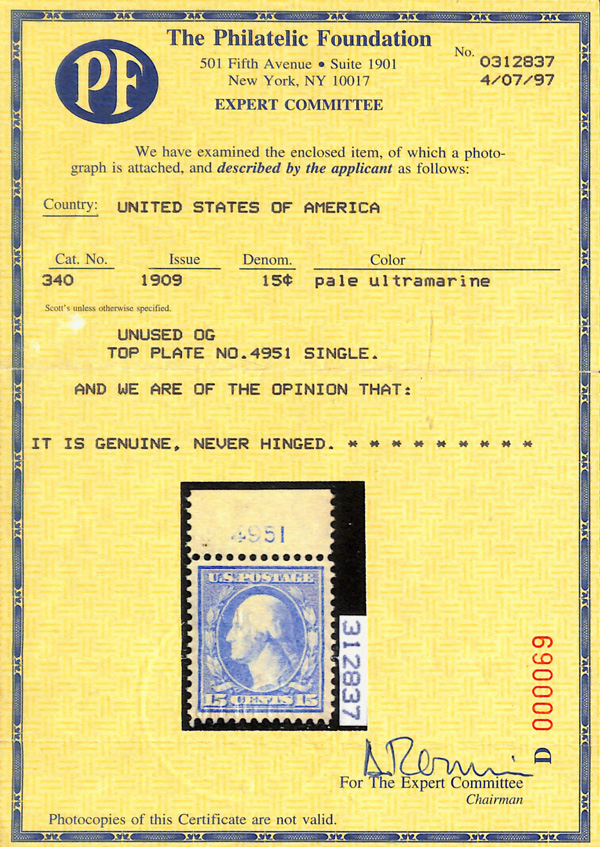 PF
The Philatelic Foundation
501 Fifth Avenue • Suite 1901
New York, NY 10017
EXPERT COMMITTEE
No. 0312837
4/07/97
We have examined the enclosed item, of which a photo-
graph is attached, and described by the applicant as follows:
Country: UNITED STATES OF AMERICA
Cat. No. Issue Denom. Color
340 1909 15¢ pale ultramarine
Scott's unless otherwise specified.
UNUSED OG
TOP PLATE NO.4951 SINGLE.
AND WE ARE OF THE OPINION THAT:
IT IS GENUINE, NEVER HINGED. * * * * * * * * *
4951
U.S. POSTAGE
15 CENTS 15
312837
D 000069
For The Expert Committee
Chairman
Photocopies of this Certificate are not valid.